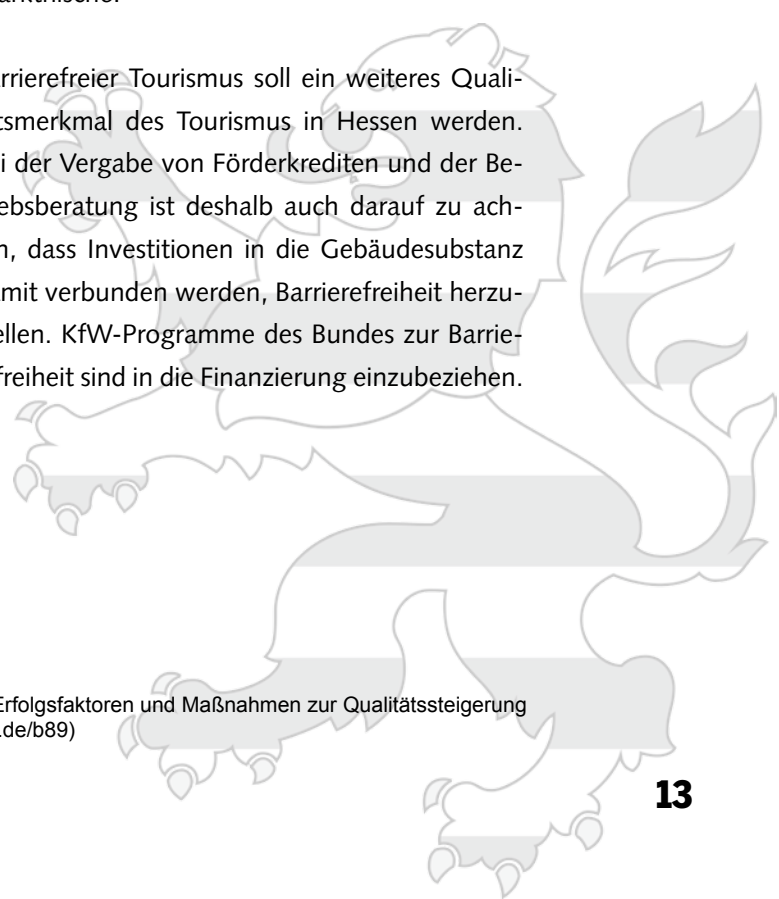 rrierefreier Tourismus soll ein weiteres Quali-
tsmerkmal des Tourismus in Hessen werden.
i der Vergabe von Förderkrediten und der Be-
ebsberatung ist deshalb auch darauf zu ach-
n, dass Investitionen in die Gebäudesubstanz
mit verbunden werden, Barrierefreiheit herzu-
ellen. KfW-Programme des Bundes zur Barrie-
freiheit sind in die Finanzierung einzubeziehen.
Erfolgsfaktoren und Maßnahmen zur Qualitätssteigerung
.de/b89)
13